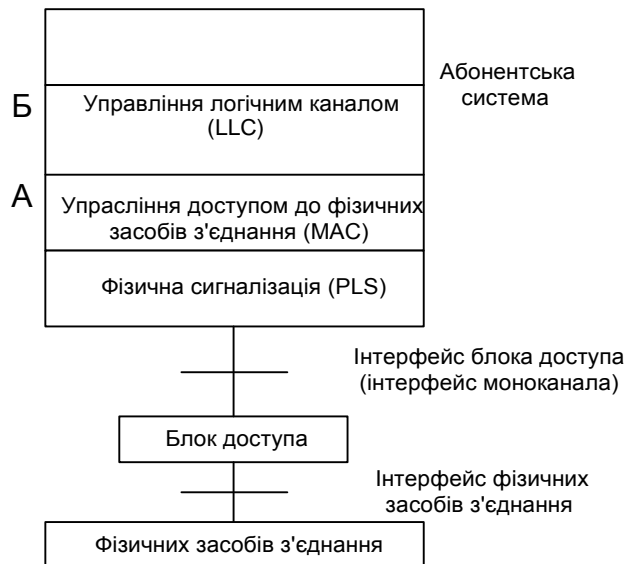 Абонентська
система
Б
Управління логічним каналом
(LLC)
А
Упрасління доступом до фізичних
засобів з'єднання (MAC)
Фізична сигналізація (PLS)
Інтерфейс блока доступа
(інтерфейс моноканала)
Блок доступа
Інтерфейс фізичних
засобів з'єднання
Фізичних засобів з'єднання